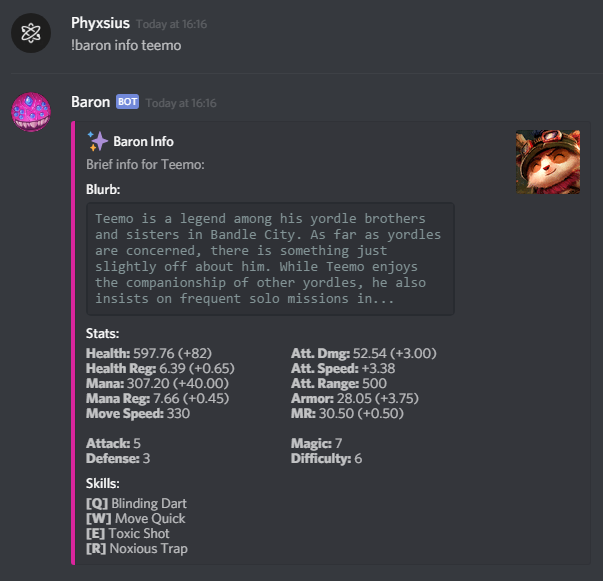 Phyxsius Today at 16:16
!baron info teemo
Baron BOT Today at 16:16
Baron Info
Brief info for Teemo:
Blurb:
Teemo is a legend among his yordle brothers
and sisters in Bandle City. As far as yordles
are concerned, there is something just
slightly off about him. While Teemo enjoys
the companionship of other yordles, he also
insists on frequent solo missions in...
Stats:
Health: 597.76 (+82)
Health Reg: 6.39 (+0.65)
Mana: 307.20 (+40.00)
Mana Reg: 7.66 (+0.45)
Move Speed: 330
Att. Dmg: 52.54 (+3.00)
Att. Speed: +3.38
Att. Range: 500
Armor: 28.05 (+3.75)
MR: 30.50 (+0.50)
Attack: 5
Defense: 3
Magic: 7
Difficulty: 6
Skills:
[Q] Blinding Dart
[W] Move Quick
[E] Toxic Shot
[R] Noxious Trap